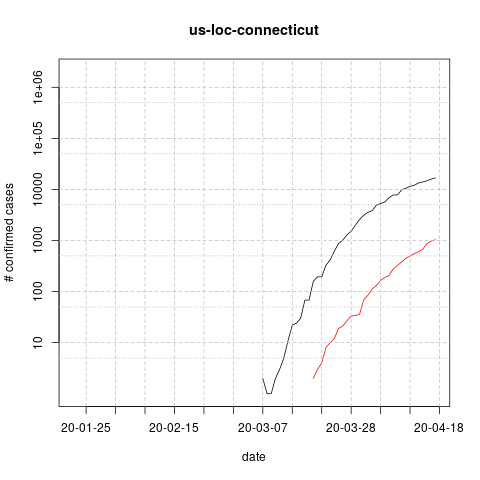 us-loc-connecticut
1e+06
1e+05
10000
1000
100
10
# confirmed cases
20-01-25 20-02-15 20-03-07 20-03-28 20-04-18
date